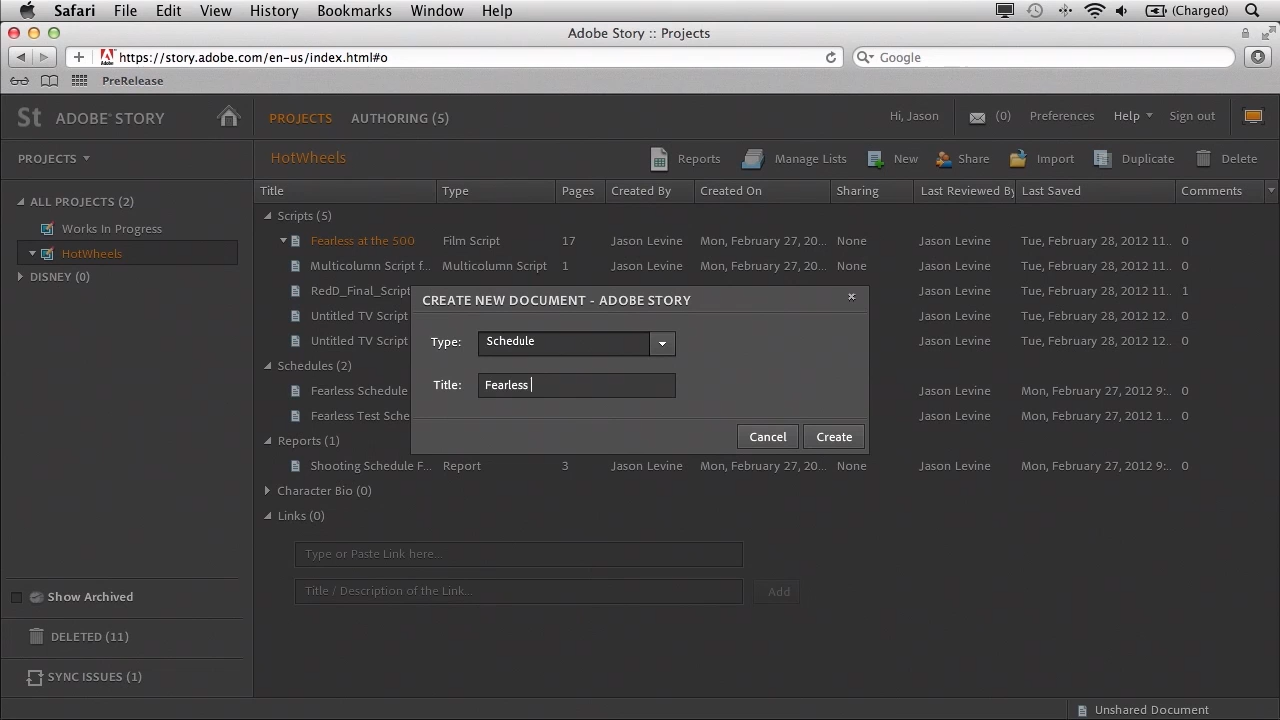 Safari File Edit View History Bookmarks Window Help (Charged)
Adobe Story :: Projects
https://story.adobe.com/en-us/index.html#o Google
PreRelease
St ADOBE® STORY PROJECTS AUTHORING (5) Hi, Jason (0) Preferences Help Sign out
PROJECTS HotWheels Reports Manage Lists New Share Import Duplicate Delete
Title Type Pages Created By Created On Sharing Last Reviewed By Last Saved Comments
ALL PROJECTS (2)
Works In Progress
HotWheels
DISNEY (0)
Scripts (5)
Fearless at the 500 Film Script 17 Jason Levine Mon, February 27, 20... None Jason Levine Tue, February 28, 2012 11... 0
Multicolumn Script f... Multicolumn Script 1 Jason Levine Mon, February 27, 20... None Jason Levine Tue, February 28, 2012 11... 0
RedD_Final_Script Jason Levine Tue, February 28, 2012 11... 1
Untitled TV Script Jason Levine Tue, February 28, 2012 12... 0
Untitled TV Script Jason Levine Tue, February 28, 2012 12... 0
Schedules (2)
Fearless Schedule Jason Levine Mon, February 27, 2012 9:... 0
Fearless Test Sche Jason Levine Mon, February 27, 2012 1... 0
Reports (1)
Shooting Schedule F... Report 3 Jason Levine Mon, February 27, 20... None Jason Levine Mon, February 27, 2012 9:... 0
Character Bio (0)
Links (0)
Type or Paste Link here...
Title / Description of the Link... Add
CREATE NEW DOCUMENT - ADOBE STORY
Type: Schedule
Title: Fearless
Cancel Create
Show Archived
DELETED (11)
SYNC ISSUES (1)
Unshared Document